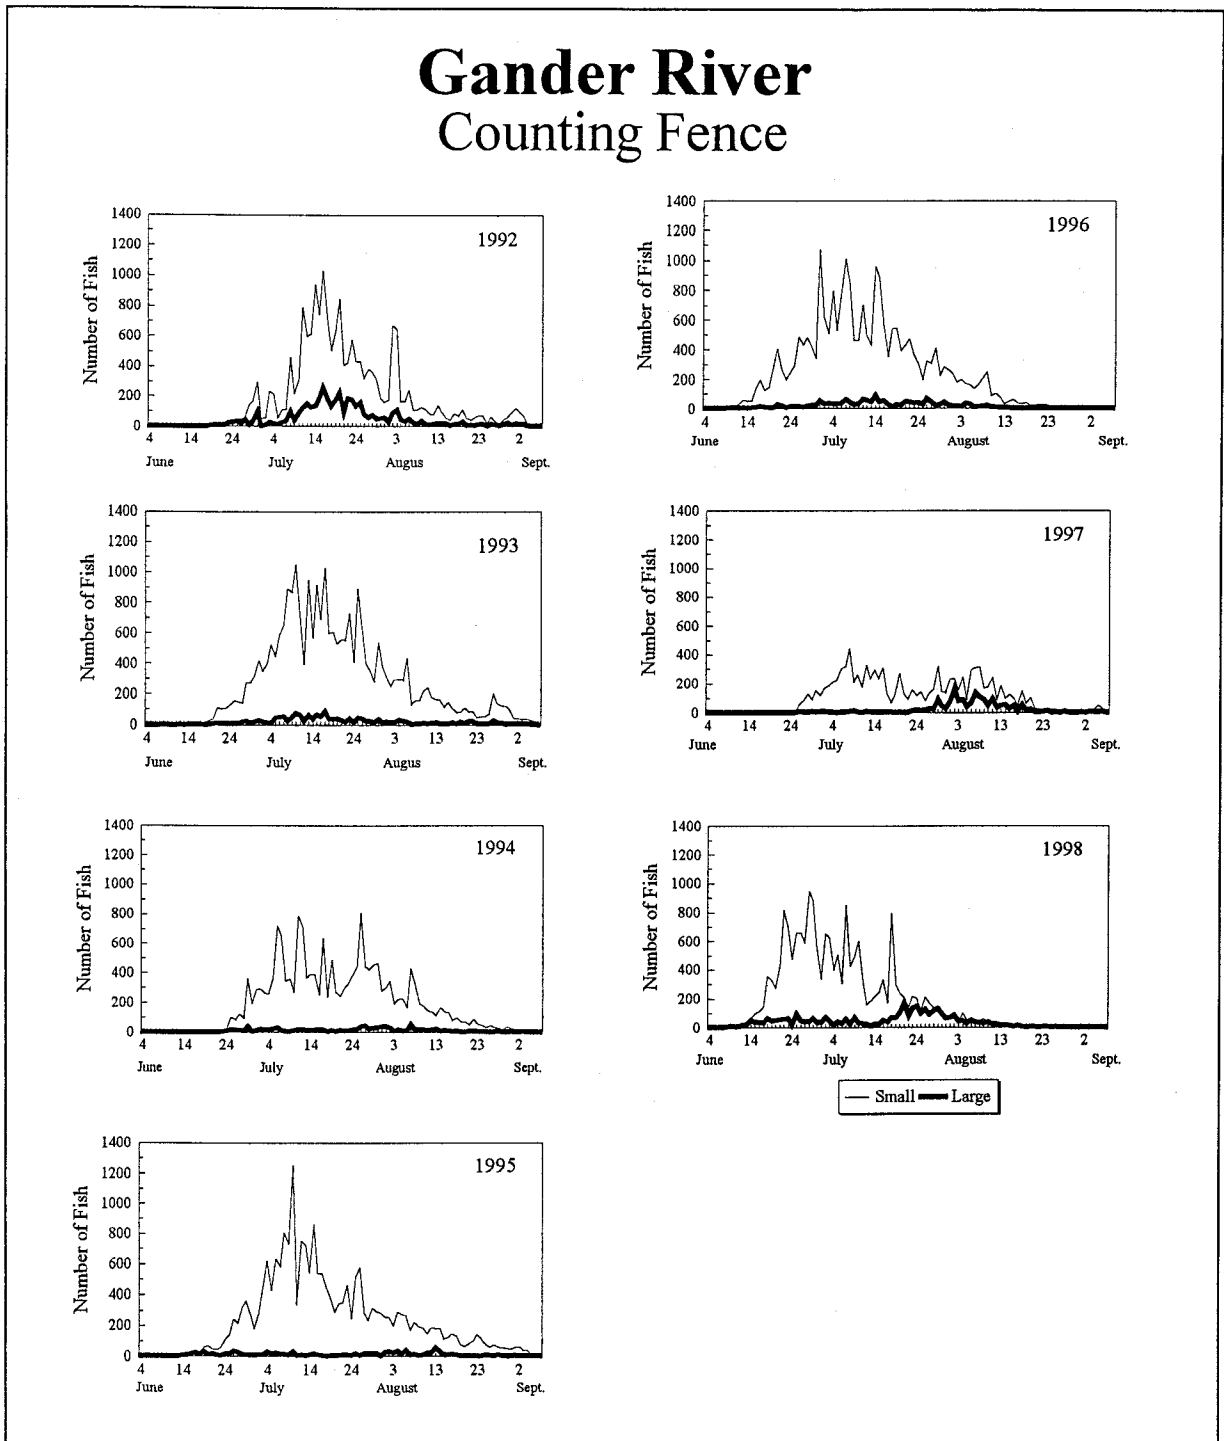 Gander River
Counting Fence
1400
1200
1000
800
600
400
200
0
Number of Fish
1992
4 14 24 4 14 24 3 13 23 2
June July Augus Sept.
1400
1200
1000
800
600
400
200
0
Number of Fish
1996
4 14 24 4 14 24 3 13 23 2
June July August Sept.
1400
1200
1000
800
600
400
200
0
Number of Fish
1993
4 14 24 4 14 24 3 13 23 2
June July Augus Sept.
1400
1200
1000
800
600
400
200
0
Number of Fish
1997
4 14 24 4 14 24 3 13 23 2
June July August Sept.
1400
1200
1000
800
600
400
200
0
Number of Fish
1994
4 14 24 4 14 24 3 13 23 2
June July August Sept.
1400
1200
1000
800
600
400
200
0
Number of Fish
1998
4 14 24 4 14 24 3 13 23 2
June July August Sept.
Small Large
1400
1200
1000
800
600
400
200
0
Number of Fish
1995
4 14 24 4 14 24 3 13 23 2
June July August Sept.